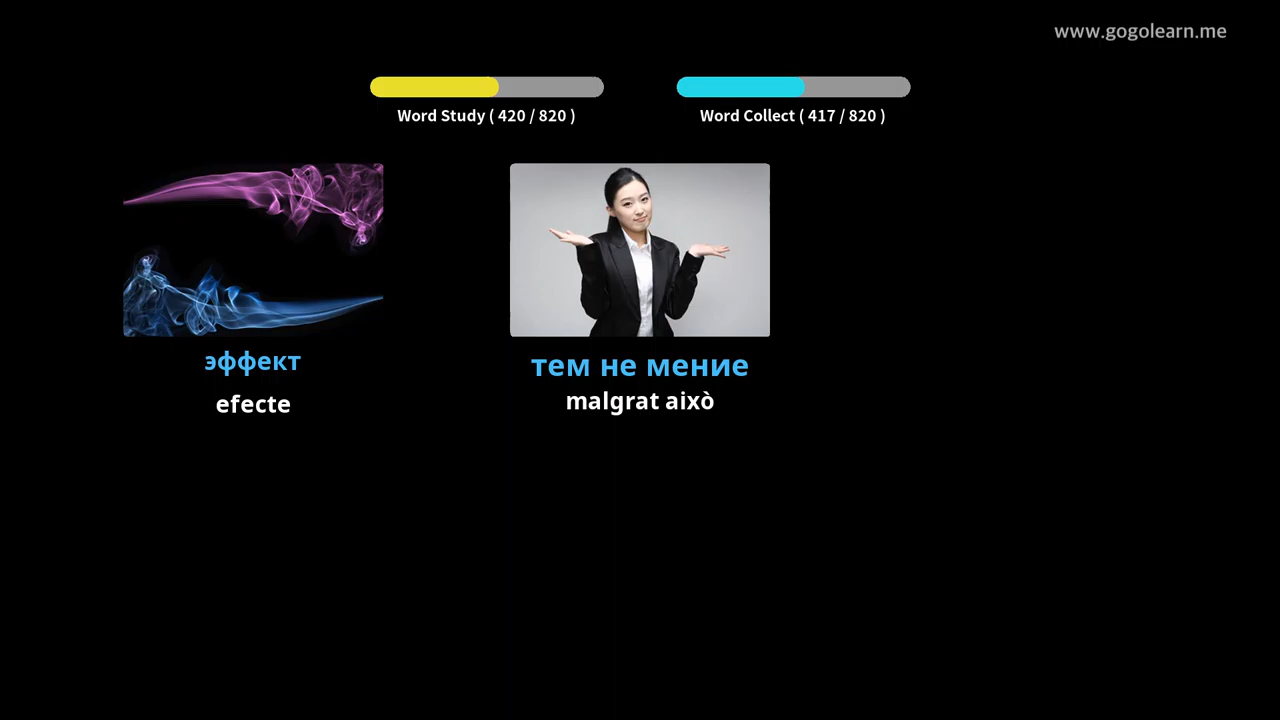 www.gogolearn.me
Word Study ( 420 / 820 )
Word Collect ( 417 / 820 )
эффект
efecte
тем не мение
malgrat això